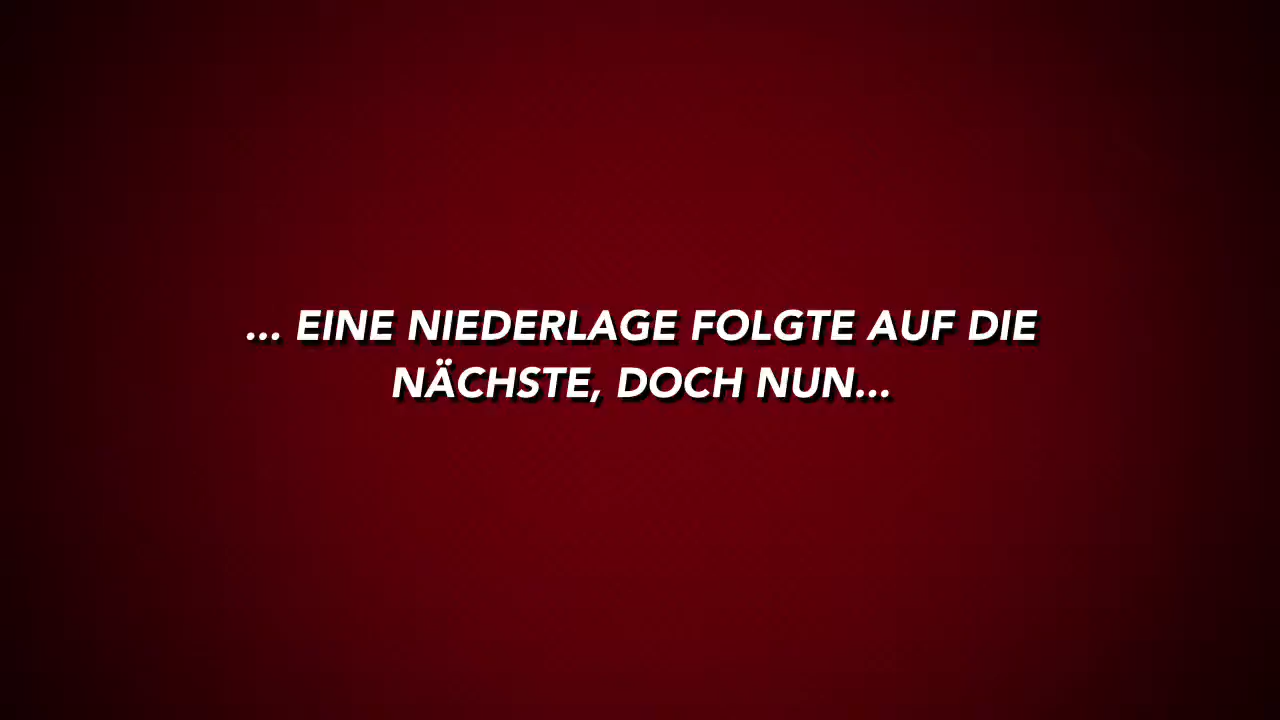 ... EINE NIEDERLAGE FOLGTE AUF DIE
NÄCHSTE, DOCH NUN...